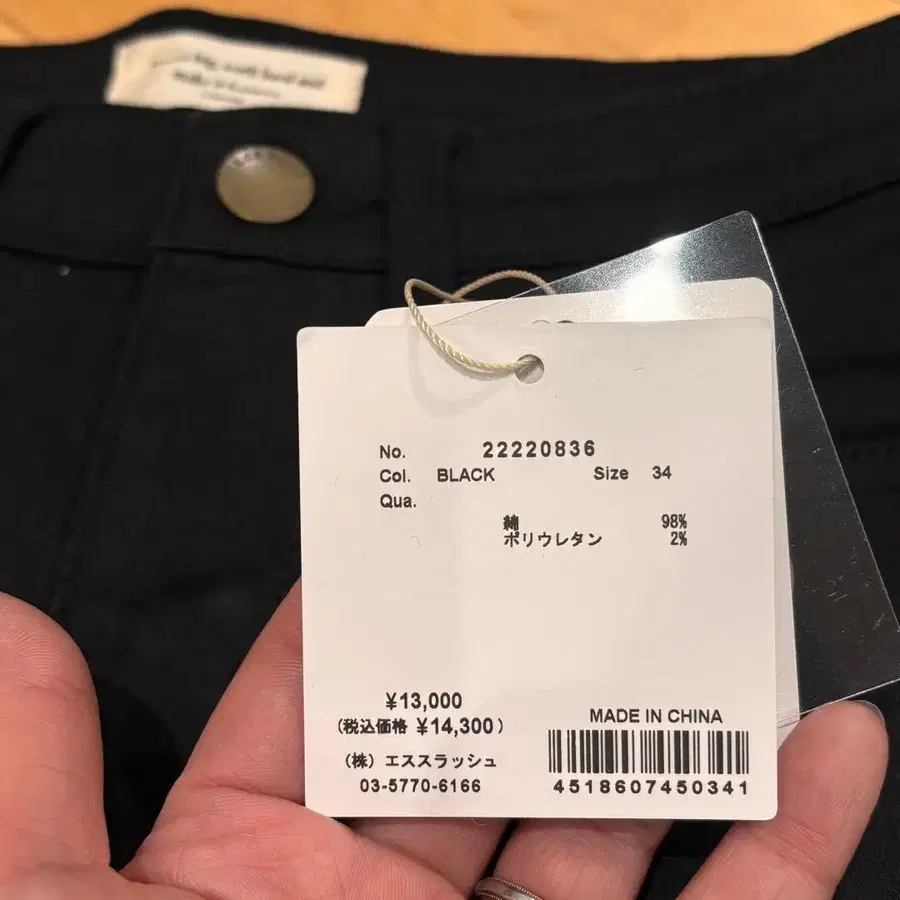 No. 22220836
Col. BLACK Size 34
Qua.
綿 98%
ポリウレタン 2%
¥13,000
(税込価格 ¥14,300)
(株) エススラッシュ
03-5770-6166
MADE IN CHINA
4518607450341